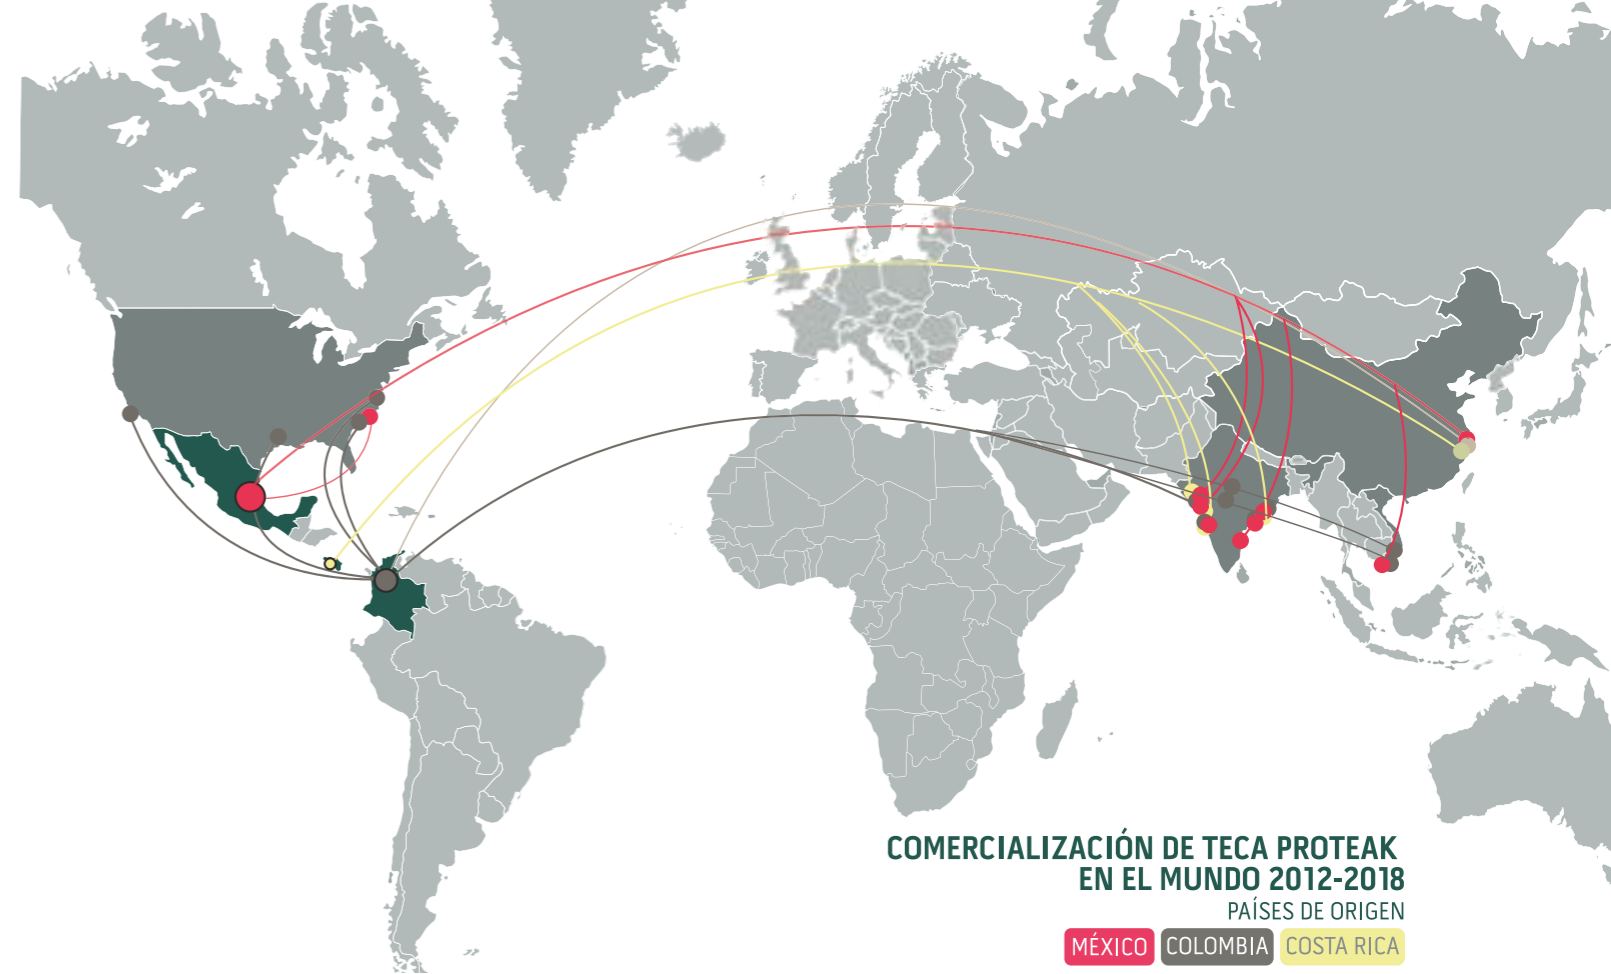 COMERCIALIZACIÓN DE TECA PROTEAK
EN EL MUNDO 2012-2018
PAÍSES DE ORIGEN
MÉXICO COLOMBIA COSTA RICA